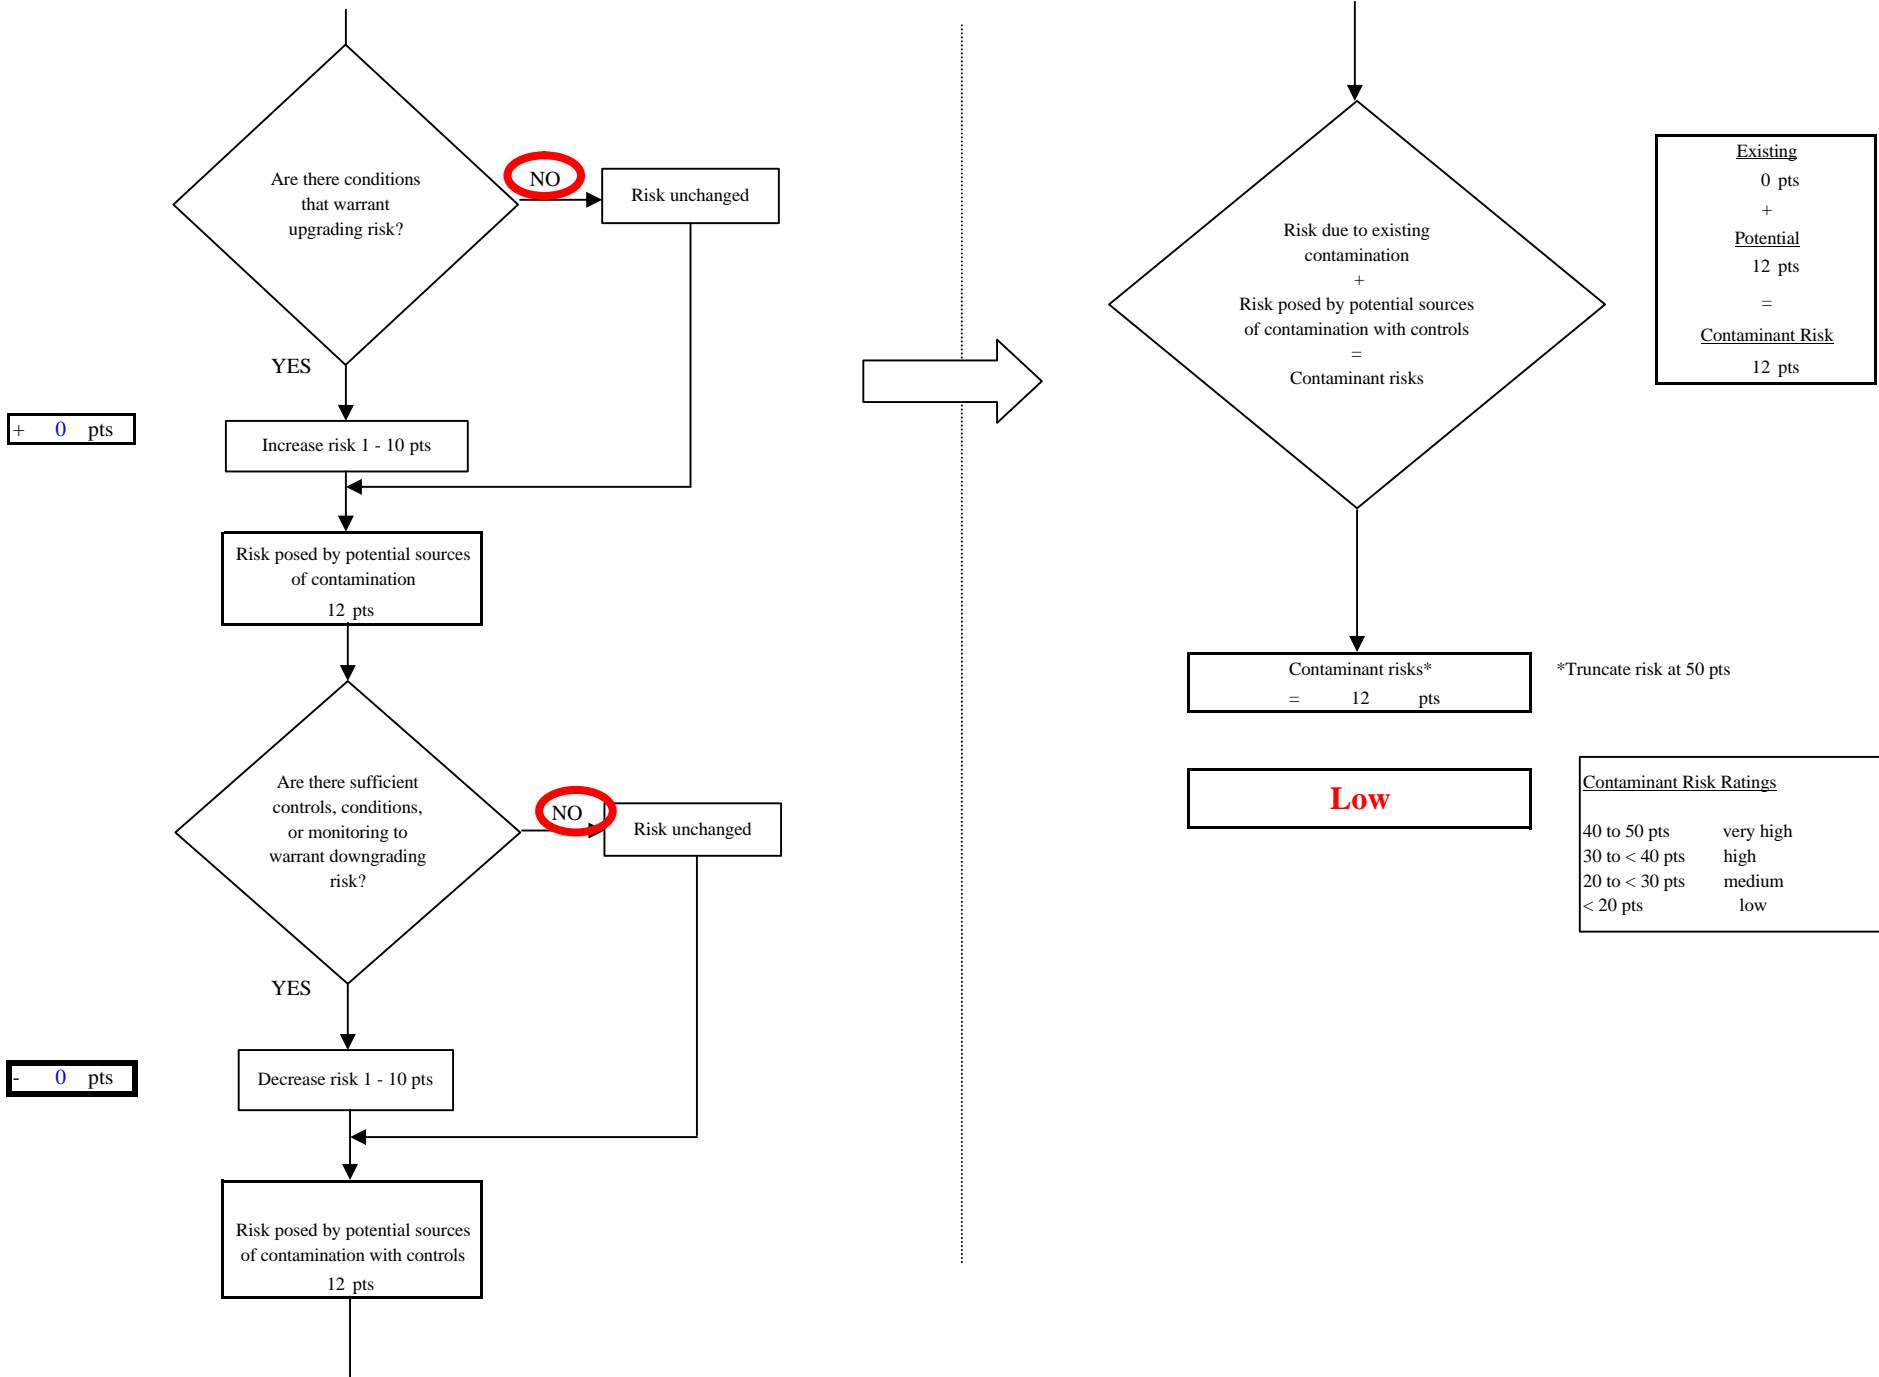 Are there conditions
that warrant
upgrading risk?
NO
Risk unchanged
YES
+ 0 pts
Increase risk 1 - 10 pts
Risk posed by potential sources
of contamination
12 pts
Are there sufficient
controls, conditions,
or monitoring to
warrant downgrading
risk?
NO
Risk unchanged
YES
- 0 pts
Decrease risk 1 - 10 pts
Risk posed by potential sources
of contamination with controls
12 pts
Risk due to existing
contamination
+
Risk posed by potential sources
of contamination with controls
=
Contaminant risks
Existing
0 pts
+
Potential
12 pts
=
Contaminant Risk
12 pts
Contaminant risks*
= 12 pts
*Truncate risk at 50 pts
Low
Contaminant Risk Ratings
40 to 50 pts very high
30 to < 40 pts high
20 to < 30 pts medium
< 20 pts low